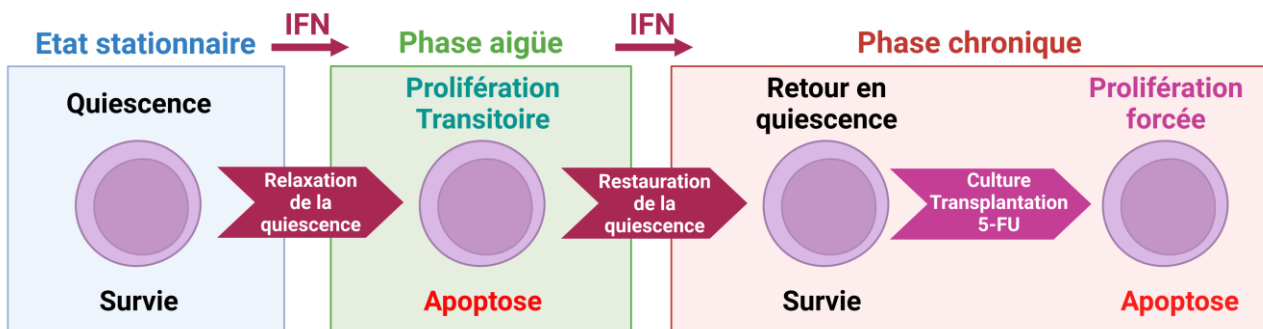 Etat stationnaire
IFN
Phase aigüe
IFN
Phase chronique
Quiescence
Survie
Relaxation
de la
quiescence
Prolifération
Transitoire
Apoptose
Restauration
de la
quiescence
Retour en
quiescence
Survie
Culture
Transplantation
5-FU
Prolifération
forcée
Apoptose